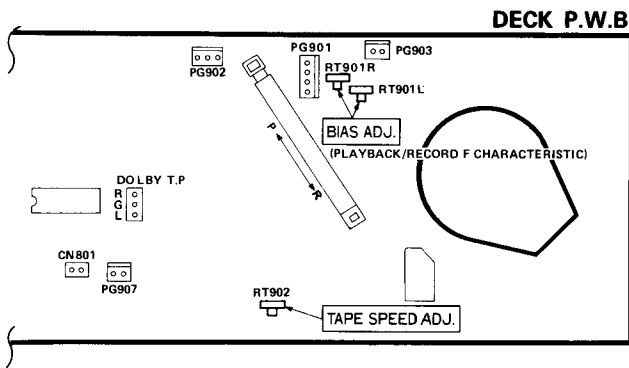 DECK P.W.B
PG902
PG901
PG903
RT901R
RT901L
BIAS ADJ.
(PLAYBACK/RECORD F CHARACTERISTIC)
P
R
DOLBY T.P
R
G
L
CN801
PG907
RT902
TAPE SPEED ADJ.